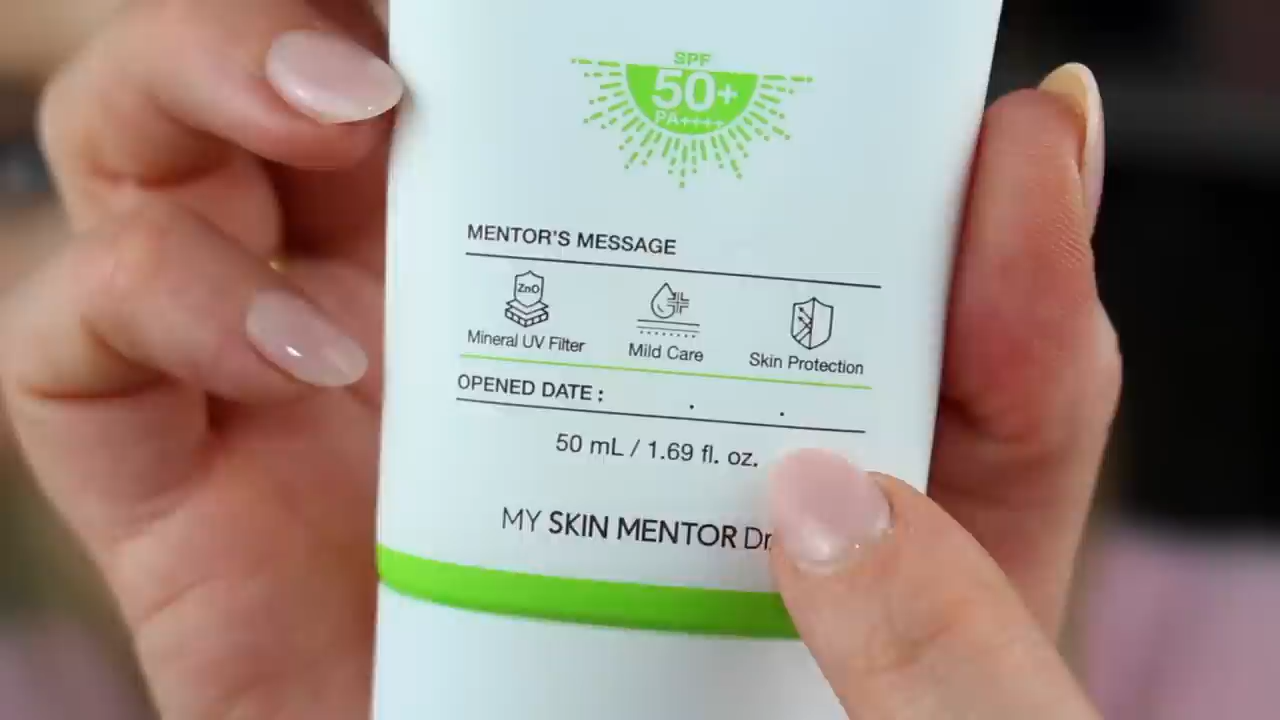 SPF
50+
PA++++
MENTOR'S MESSAGE
ZnO
Mineral UV Filter
Mild Care
Skin Protection
OPENED DATE : . .
50 mL / 1.69 fl. oz.
MY SKIN MENTOR Dr.